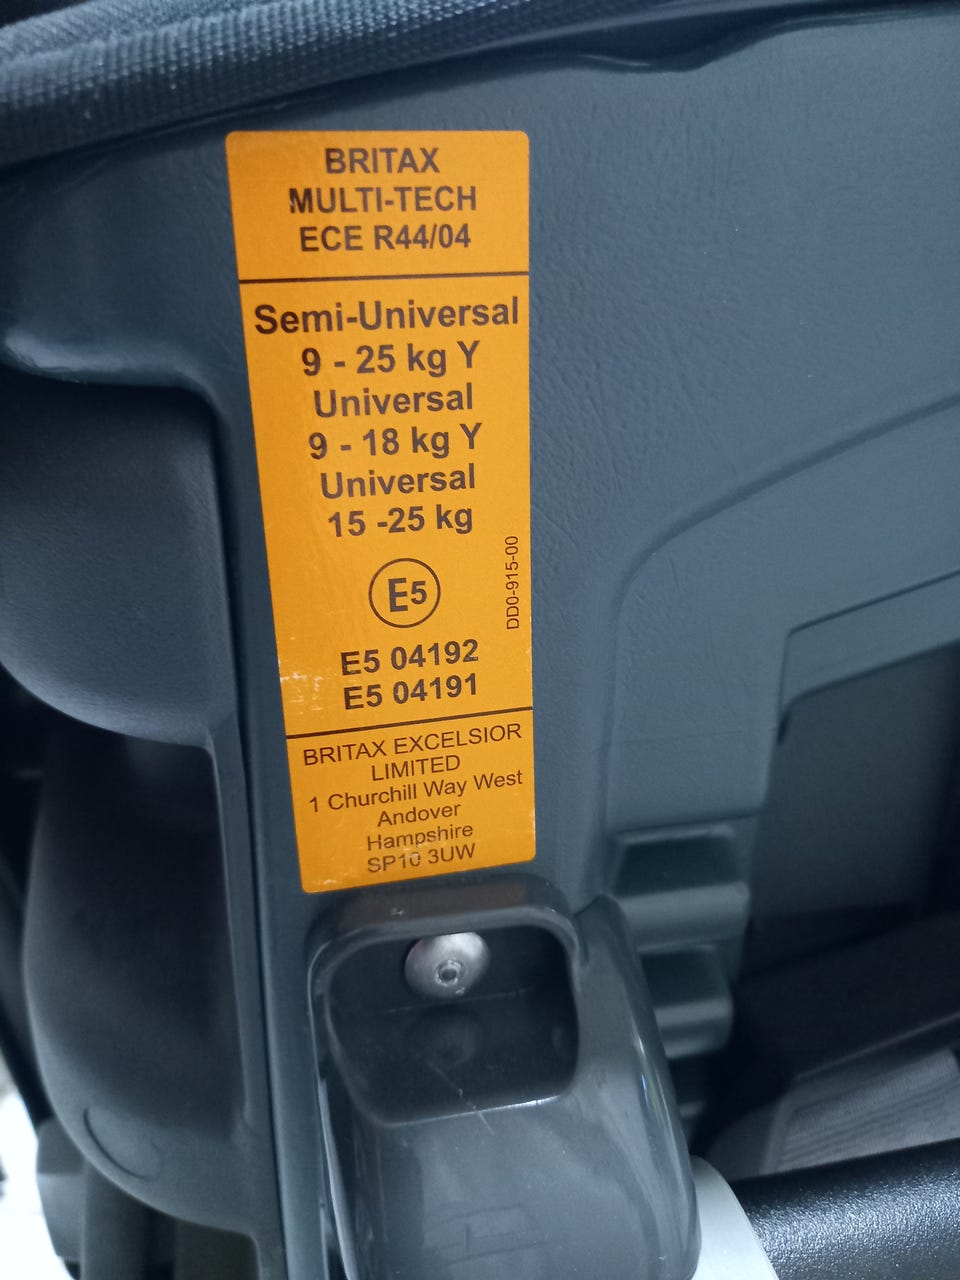 BRITAX
MULTI-TECH
ECE R44/04
Semi-Universal
9 - 25 kg Y
Universal
9 - 18 kg Y
Universal
15 -25 kg
E5
DD0-915-00
E5 04192
E5 04191
BRITAX EXCELSIOR
LIMITED
1 Churchill Way West
Andover
Hampshire
SP10 3UW